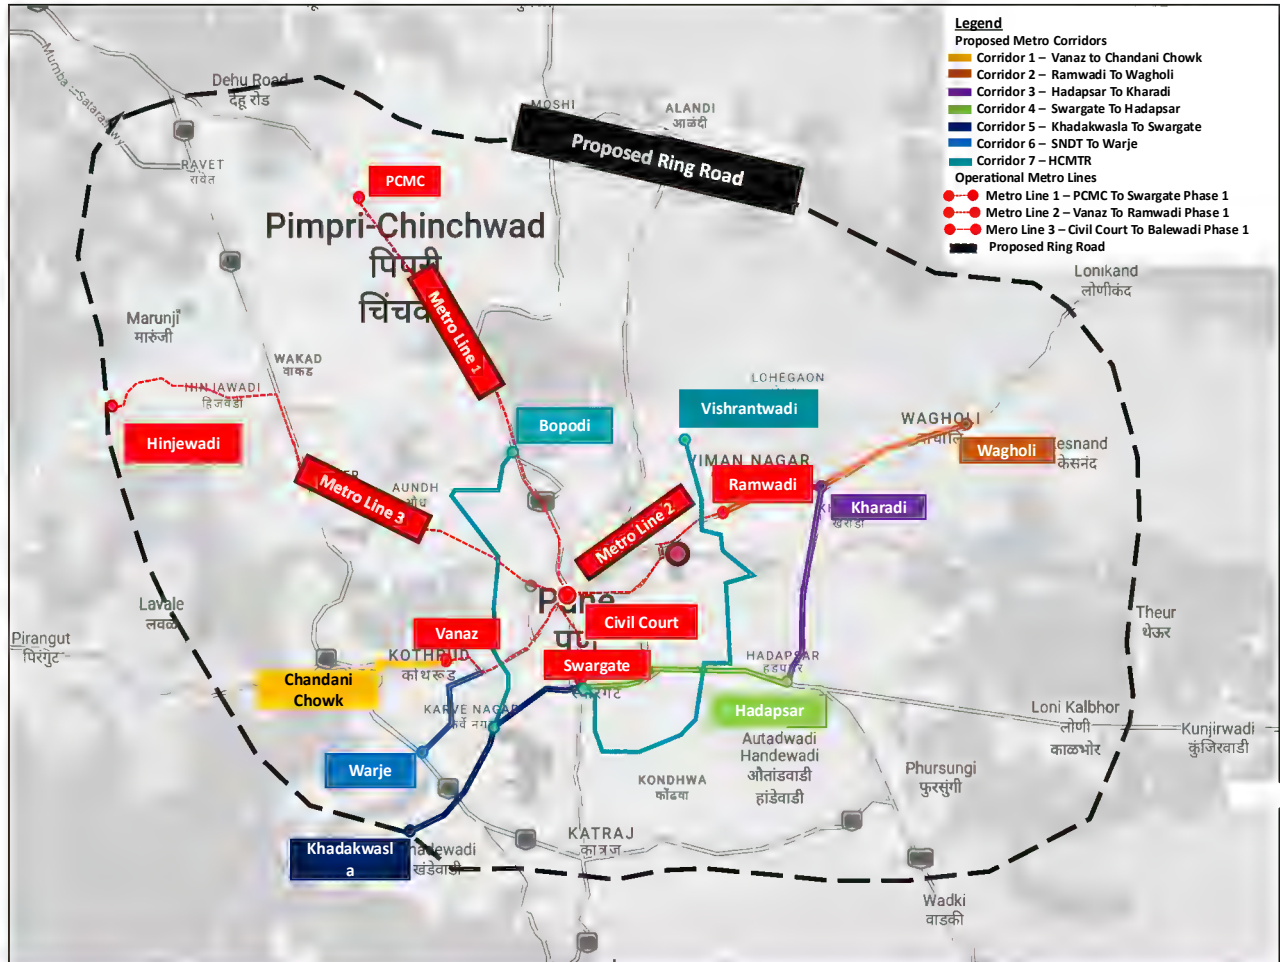 Legend
Proposed Metro Corridors
Corridor 1 – Vanaz to Chandani Chowk
Corridor 2 – Ramwadi To Wagholi
Corridor 3 – Hadapsar To Kharadi
Corridor 4 – Swargate To Hadapsar
Corridor 5 – Khadakwasla To Swargate
Corridor 6 – SNDT To Warje
Corridor 7 – HCMTR
Operational Metro Lines
Metro Line 1 – PCMC To Swargate Phase 1
Metro Line 2 – Vanaz To Ramwadi Phase 1
Mero Line 3 – Civil Court To Balewadi Phase 1
Proposed Ring Road
Dehu Road
देहू रोड
MOSHI
ALANDI
आळंदी
Proposed Ring Road
RAVET
रावेत
PCMC
Pimpri-Chinchwad
पिंपरी
Lonikand
लोणीकंद
Marunji
मारुंजी
Metro Line 1
WAKAD
वाकड
HINJAWADI
हिंजवडी
LOHEGAON
Vishrantwadi
Bopodi
WAGHOLI
Hinjewadi
Wagholi
केसनंद
VIMAN NAGAR
Ramwadi
Metro Line 3
AUNDH
Kharadi
Metro Line 2
Lavale
लवळे
Pune
Civil Court
Theur
थेऊर
Pirangut
पिरंगुट
Vanaz
KOTHRUD
कोथरूड
Swargate
HADAPSAR
हडपसर
Chandani
Chowk
KARVE NAGAR
Hadapsar
Loni Kalbhor
लोणी
काळभोर
Kunjirwadi
कुंजिरवाडी
Autadwadi
Handewadi
औतांडवाडी
हांडेवाडी
Warje
KONDHWA
कोंढवा
Phursungi
फुरसुंगी
KATRAJ
कात्रज
Khadakwasl
a
खंडेवाडी
Wadki
वाडकी